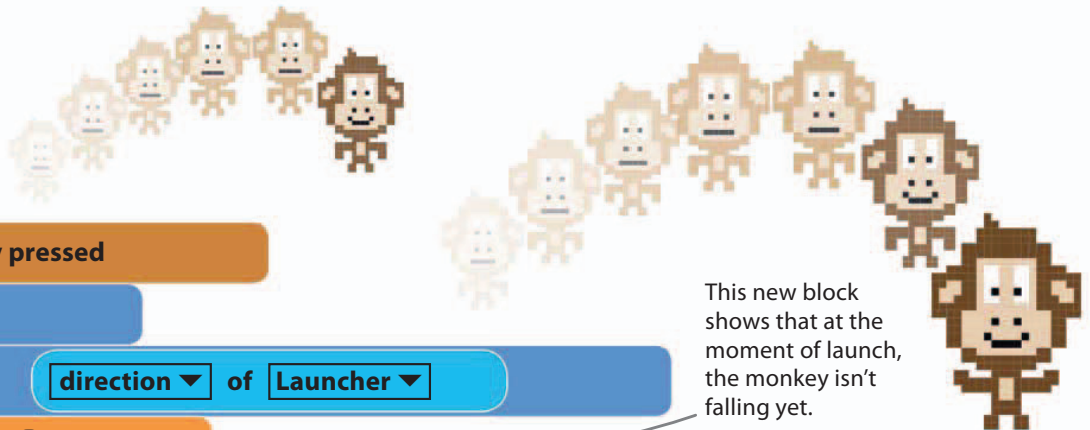 pressed
direction of Launcher
This new block
shows that at the
moment of launch,
the monkey isn't
falling yet.